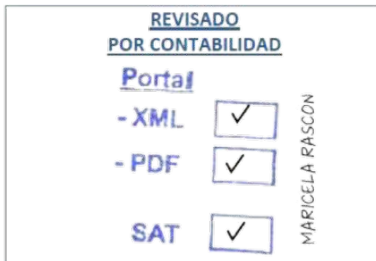 REVISADO
POR CONTABILIDAD
Portal
- XML ✓
- PDF ✓
SAT ✓
MARICELA RASCON